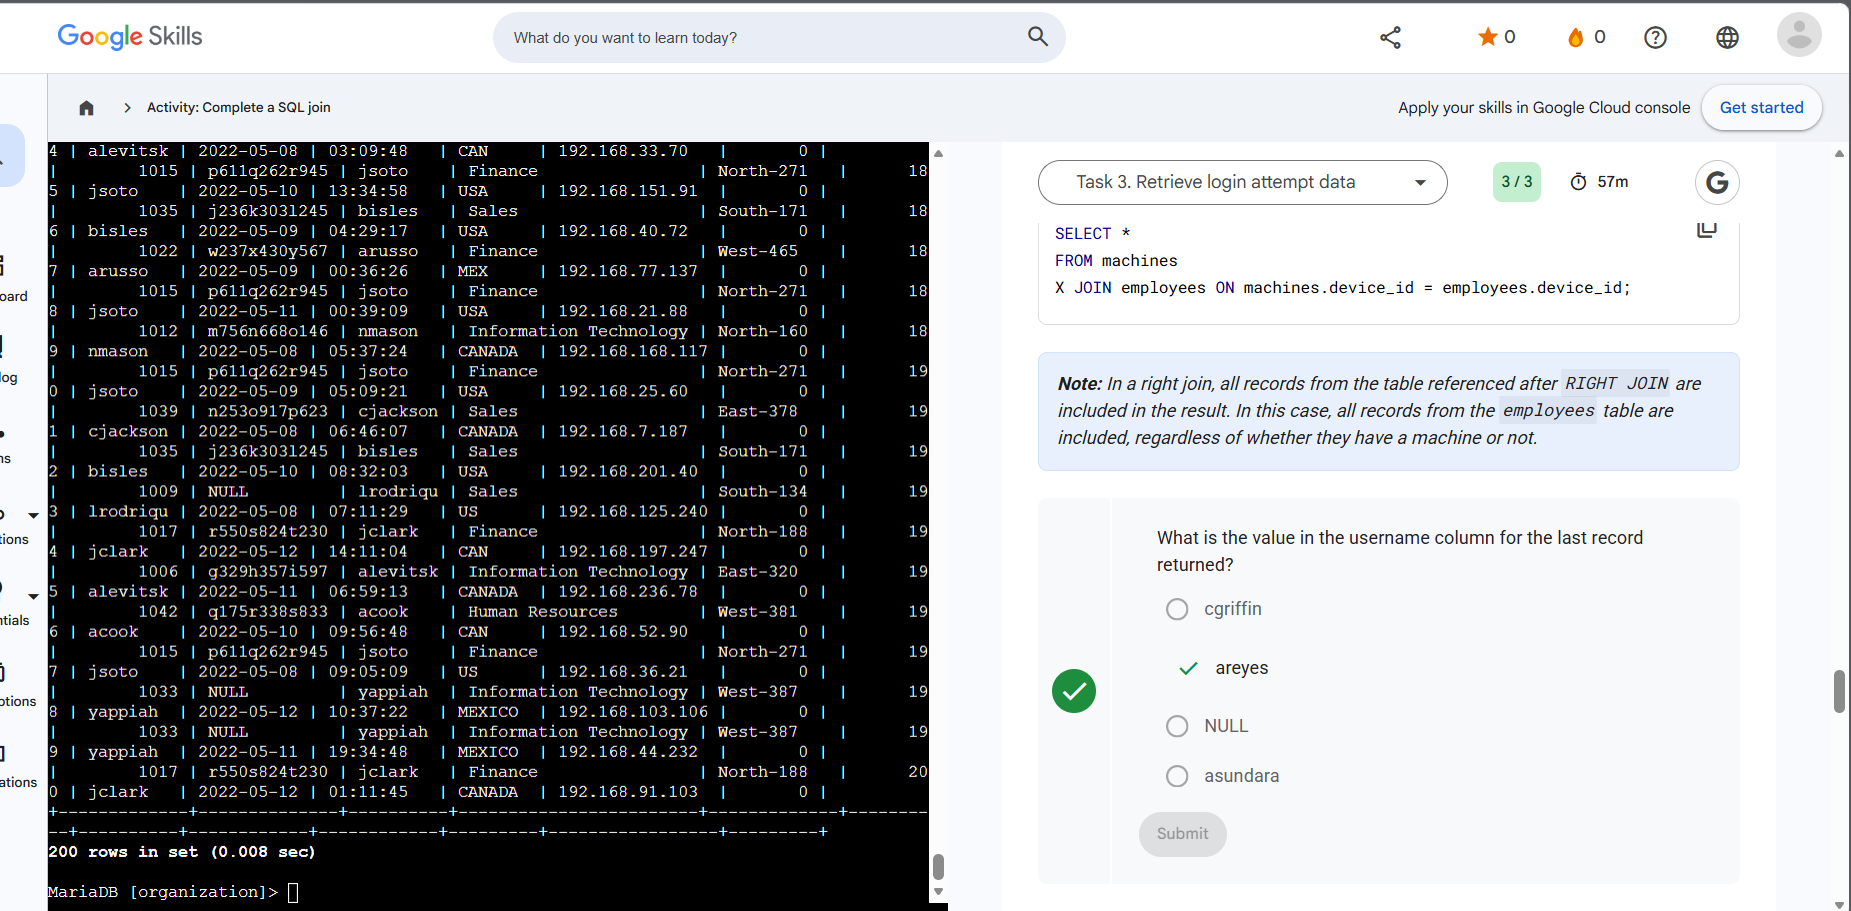 Google Skills
What do you want to learn today?
0
0
Activity: Complete a SQL join
Apply your skills in Google Cloud console
Get started
oard
log
ns
tions
ntials
ptions
ations
4 | alevitsk | 2022-05-08 | 03:09:48 | CAN | 192.168.33.70 | 0 |
| 1015 | p611q262r945 | jsoto | Finance | North-271 | 18
5 | jsoto | 2022-05-10 | 13:34:58 | USA | 192.168.151.91 | 0 |
| 1035 | j236k303l245 | bisles | Sales | South-171 | 18
6 | bisles | 2022-05-09 | 04:29:17 | USA | 192.168.40.72 | 0 |
| 1022 | w237x430y567 | arusso | Finance | West-465 | 18
7 | arusso | 2022-05-09 | 00:36:26 | MEX | 192.168.77.137 | 0 |
| 1015 | p611q262r945 | jsoto | Finance | North-271 | 18
8 | jsoto | 2022-05-11 | 00:39:09 | USA | 192.168.21.88 | 0 |
| 1012 | m756n668o146 | nmason | Information Technology | North-160 | 18
9 | nmason | 2022-05-08 | 05:37:24 | CANADA | 192.168.168.117 | 0 |
| 1015 | p611q262r945 | jsoto | Finance | North-271 | 19
0 | jsoto | 2022-05-09 | 05:09:21 | USA | 192.168.25.60 | 0 |
| 1039 | n253o917p623 | cjackson | Sales | East-378 | 19
1 | cjackson | 2022-05-08 | 06:46:07 | CANADA | 192.168.7.187 | 0 |
| 1035 | j236k303l245 | bisles | Sales | South-171 | 19
2 | bisles | 2022-05-10 | 08:32:03 | USA | 192.168.201.40 | 0 |
| 1009 | NULL | lrodriqu | Sales | South-134 | 19
3 | lrodriqu | 2022-05-08 | 07:11:29 | US | 192.168.125.240 | 0 |
| 1017 | r550s824t230 | jclark | Finance | North-188 | 19
4 | jclark | 2022-05-12 | 14:11:04 | CAN | 192.168.197.247 | 0 |
| 1006 | g329h357i597 | alevitsk | Information Technology | East-320 | 19
5 | alevitsk | 2022-05-11 | 06:59:13 | CANADA | 192.168.236.78 | 0 |
| 1042 | q175r338s833 | acook | Human Resources | West-381 | 19
6 | acook | 2022-05-10 | 09:56:48 | CAN | 192.168.52.90 | 0 |
| 1015 | p611q262r945 | jsoto | Finance | North-271 | 19
7 | jsoto | 2022-05-08 | 09:05:09 | US | 192.168.36.21 | 0 |
| 1033 | NULL | yappiah | Information Technology | West-387 | 19
8 | yappiah | 2022-05-12 | 10:37:22 | MEXICO | 192.168.103.106 | 0 |
| 1033 | NULL | yappiah | Information Technology | West-387 | 19
9 | yappiah | 2022-05-11 | 19:34:48 | MEXICO | 192.168.44.232 | 0 |
| 1017 | r550s824t230 | jclark | Finance | North-188 | 20
0 | jclark | 2022-05-12 | 01:11:45 | CANADA | 192.168.91.103 | 0 |
+------------+--------------+----------+------------------------+-------------+--------
--+----------+------------+------------+---------+-----------------+---------+
200 rows in set (0.008 sec)
MariaDB [organization]>
Task 3. Retrieve login attempt data
3 / 3
57m
SELECT *
FROM machines
X JOIN employees ON machines.device_id = employees.device_id;
Note: In a right join, all records from the table referenced after RIGHT JOIN are
included in the result. In this case, all records from the employees table are
included, regardless of whether they have a machine or not.
What is the value in the username column for the last record
returned?
cgriffin
areyes
NULL
asundara
Submit